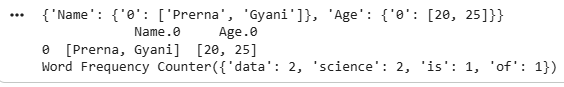 {'Name': {'0': ['Prerna', 'Gyani']}, 'Age': {'0': [20, 25]}}
Name.0 Age.0
0 [Prerna, Gyani] [20, 25]
Word Frequency Counter({'data': 2, 'science': 2, 'is': 1, 'of': 1})